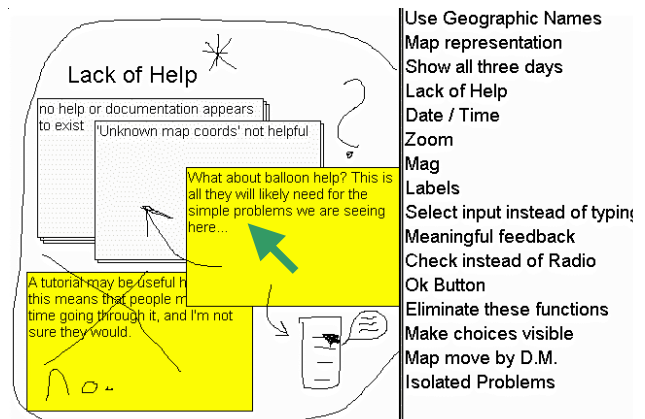 Lack of Help
no help or documentation appears
to exist
'Unknown map coords' not helpful
What about balloon help? This is
all they will likely need for the
simple problems we are seeing
here...
A tutorial may be useful
this means that people
time going through it, and I'm not
sure they would.
No.
Use Geographic Names
Map representation
Show all three days
Lack of Help
Date / Time
Zoom
Mag
Labels
Select input instead of typing
Meaningful feedback
Check instead of Radio
Ok Button
Eliminate these functions
Make choices visible
Map move by D.M.
Isolated Problems